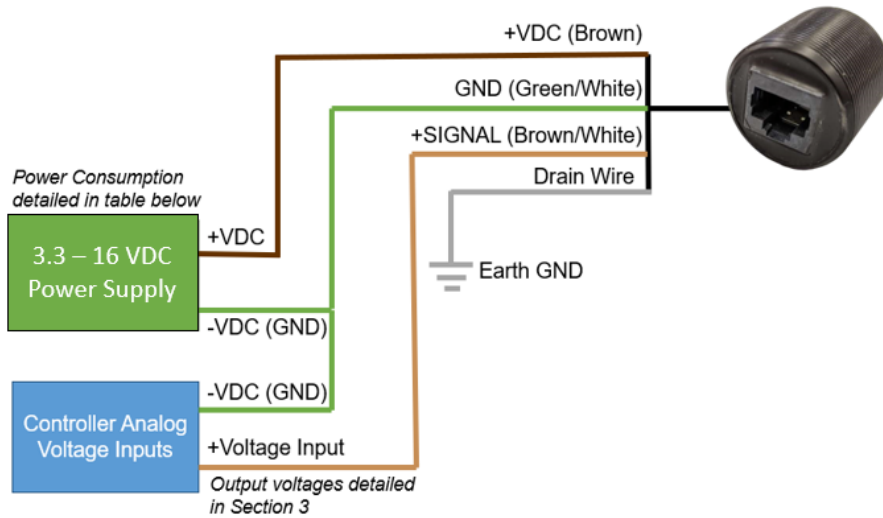 +VDC (Brown)
GND (Green/White)
+SIGNAL (Brown/White)
Drain Wire
Power Consumption
detailed in table below
+VDC
3.3 – 16 VDC
Power Supply
Earth GND
-VDC (GND)
-VDC (GND)
Controller Analog
Voltage Inputs
+Voltage Input
Output voltages detailed
in Section 3